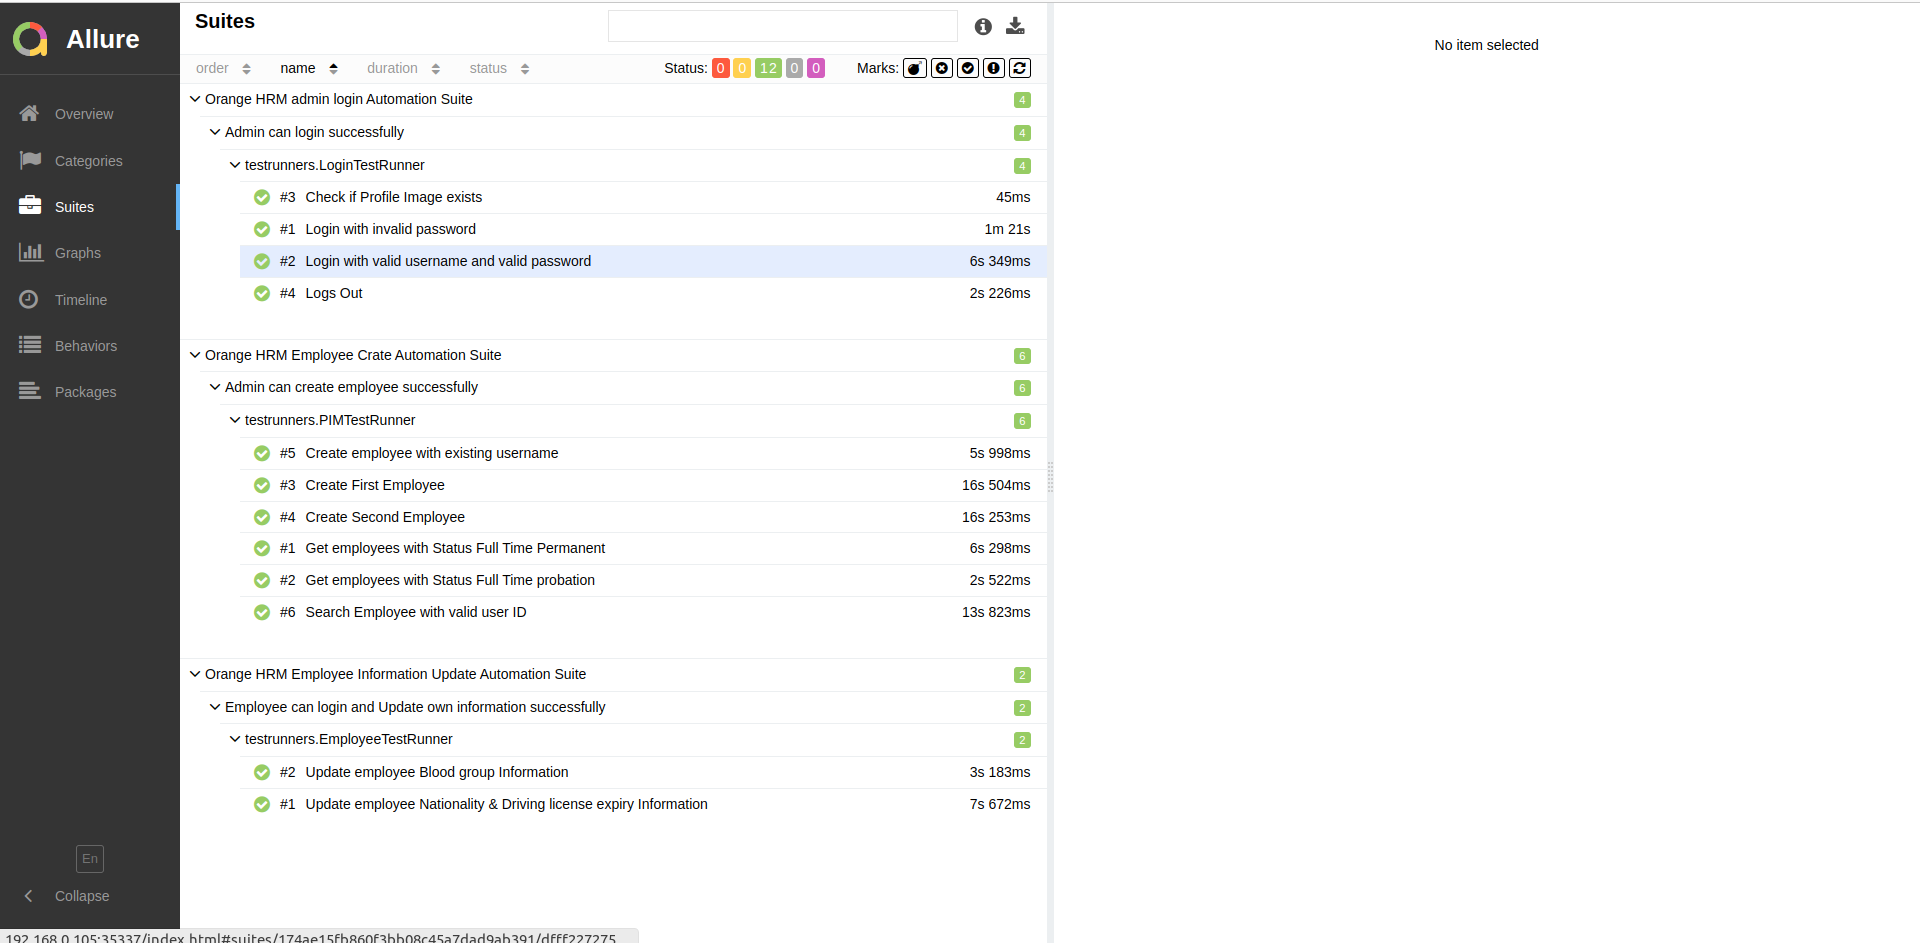 Allure
Overview
Categories
Suites
Graphs
Timeline
Behaviors
Packages
En
Collapse
Suites
order name duration status Status: 0 0 12 0 0 Marks:
Orange HRM admin login Automation Suite 4
Admin can login successfully 4
testrunners.LoginTestRunner 4
#3 Check if Profile Image exists 45ms
#1 Login with invalid password 1m 21s
#2 Login with valid username and valid password 6s 349ms
#4 Logs Out 2s 226ms
Orange HRM Employee Crate Automation Suite 6
Admin can create employee successfully 6
testrunners.PIMTestRunner 6
#5 Create employee with existing username 5s 998ms
#3 Create First Employee 16s 504ms
#4 Create Second Employee 16s 253ms
#1 Get employees with Status Full Time Permanent 6s 298ms
#2 Get employees with Status Full Time probation 2s 522ms
#6 Search Employee with valid user ID 13s 823ms
Orange HRM Employee Information Update Automation Suite 2
Employee can login and Update own information successfully 2
testrunners.EmployeeTestRunner 2
#2 Update employee Blood group Information 3s 183ms
#1 Update employee Nationality & Driving license expiry Information 7s 672ms
No item selected
192.168.0.105:35337/index.html#suites/174ae15fb860f3bb08c45a7dad9ab391/dfff227275